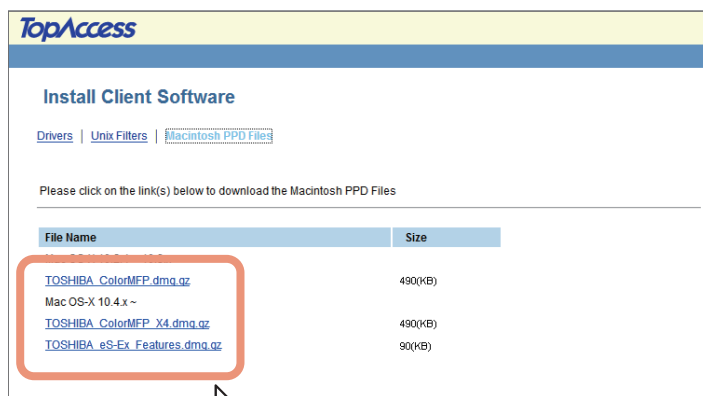 TopAccess
Install Client Software
Drivers | Unix Filters | Macintosh PPD Files
Please click on the link(s) below to download the Macintosh PPD Files
File Name Size
TOSHIBA_ColorMFP.dmg.gz 490(KB)
Mac OS-X 10.4.x ~
TOSHIBA_ColorMFP_X4.dmg.gz 490(KB)
TOSHIBA_eS-Ex_Features.dmg.gz 90(KB)